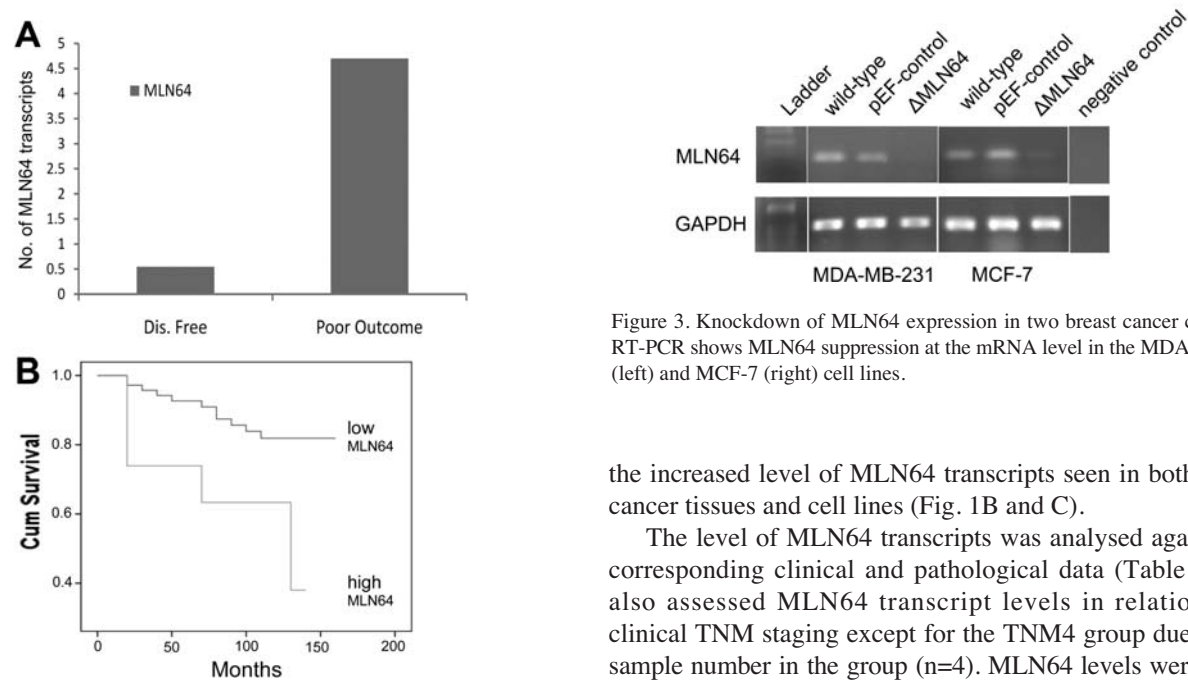 A
5
4.5
4
3.5
3
2.5
2
1.5
1
0.5
0
No. of MLN64 transcripts
MLN64
Dis. Free Poor Outcome
B
1.0
0.8
0.6
0.4
Cum Survival
low
MLN64
high
MLN64
0 50 100 150 200
Months
Ladder wild-type pEF-control ΔMLN64 wild-type pEF-control ΔMLN64 negative control
MLN64
GAPDH
MDA-MB-231 MCF-7
Figure 3. Knockdown of MLN64 expression in two breast cancer c
RT-PCR shows MLN64 suppression at the mRNA level in the MDA
(left) and MCF-7 (right) cell lines.
the increased level of MLN64 transcripts seen in both
cancer tissues and cell lines (Fig. 1B and C).
The level of MLN64 transcripts was analysed aga
corresponding clinical and pathological data (Table
also assessed MLN64 transcript levels in relatio
clinical TNM staging except for the TNM4 group due
sample number in the group (n=4). MLN64 levels wer